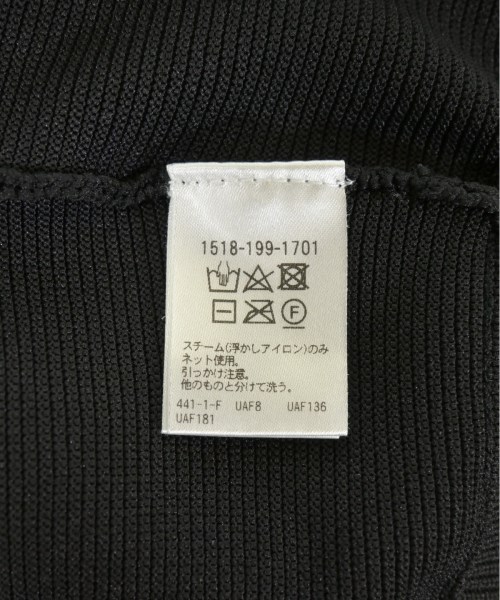 1518-199-1701
F
スチーム(浮かしアイロン)のみ
ネット使用。
引っかけ注意。
他のものと分けて洗う。
441-1-F UAF8 UAF136
UAF181